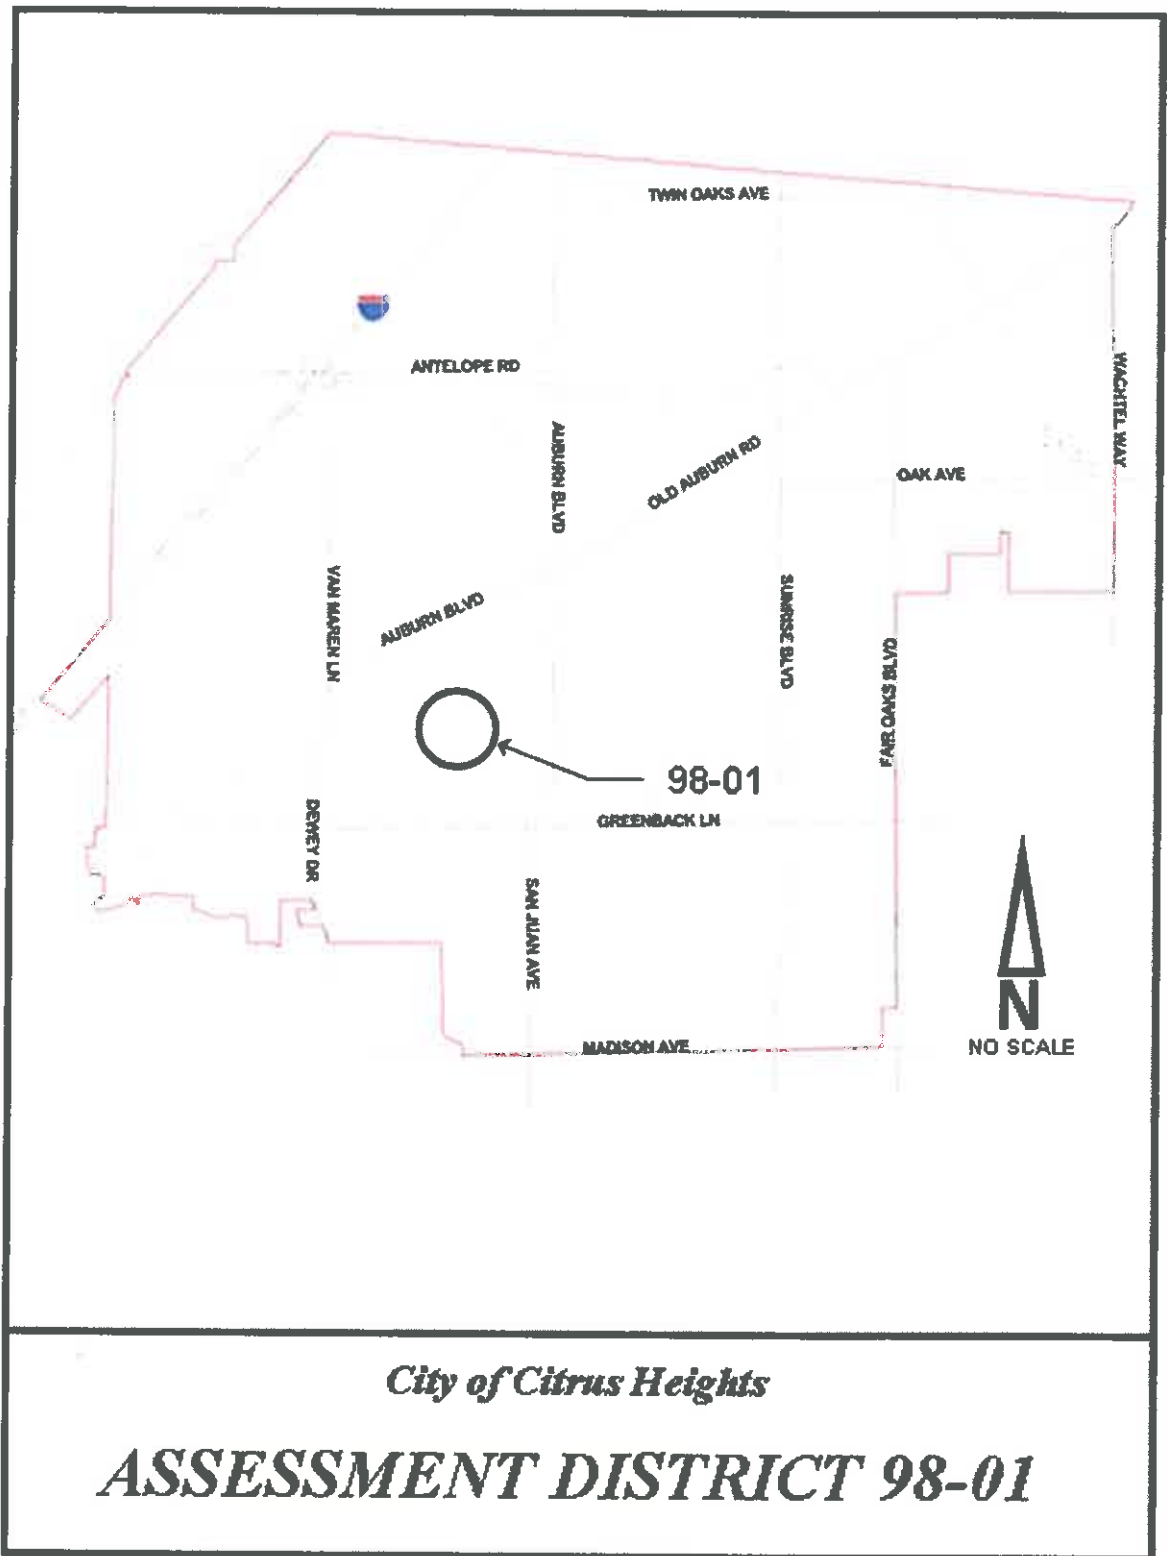 TWIN OAKS AVE
ANTELOPE RD
WACHTEL WAY
AUBURN BLVD
OLD AUBURN RD
OAK AVE
VAN MAREN LN
AUBURN BLVD
SUNRISE BLVD
FAIR OAKS BLVD
98-01
GREENBACK LN
DEWEY DR
SAN JUAN AVE
N
NO SCALE
MADISON AVE
City of Citrus Heights
ASSESSMENT DISTRICT 98-01